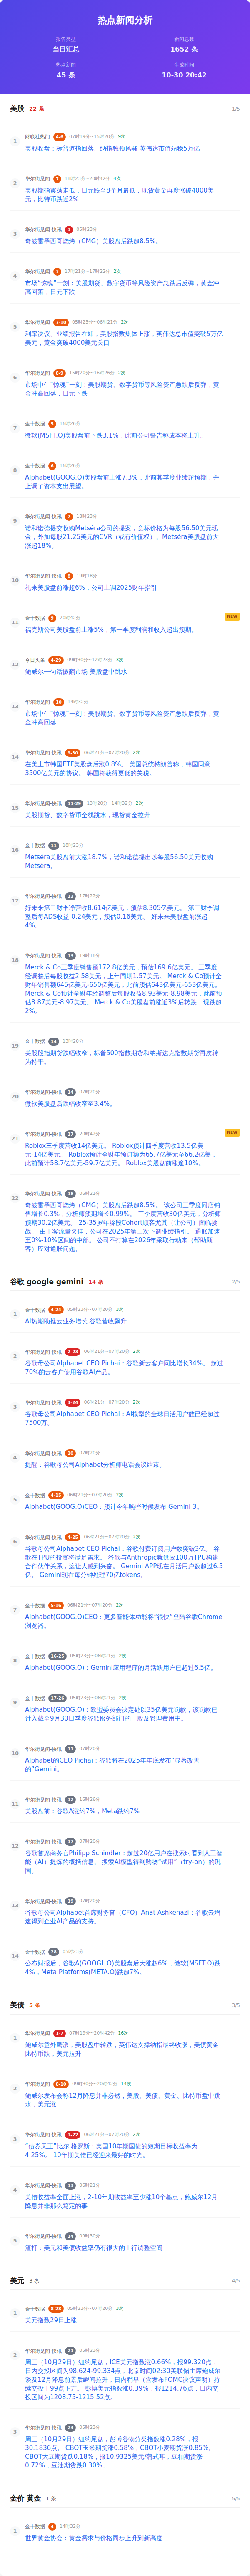 热点新闻分析
报告类型
新闻总数
当日汇总
1652 条
热点新闻
生成时间
45 条
10-30 20:42
美股 22 条
1/5
1
财联社热门 4-6 07时19分~15时20分 9次
美股收盘：标普道指回落、纳指独领风骚 英伟达市值站稳5万亿
2
华尔街见闻 7 18时23分~20时42分 4次
美股期指震荡走低，日元跌至8个月最低，现货黄金再度涨破4000美
元，比特币跌近2%
3
华尔街见闻-快讯 1 05时23分
奇波雷墨西哥烧烤（CMG）美股盘后跌超8.5%。
4
华尔街见闻 7 17时21分~17时22分 2次
市场“惊魂”一刻：美股期货、数字货币等风险资产急跌后反弹，黄金冲
高回落，日元下跌
5
华尔街见闻 7-10 05时23分~06时21分 2次
利率决议、业绩报告在即，美股指数集体上涨，英伟达总市值突破5万亿
美元，黄金突破4000美元关口
6
华尔街见闻 6-8 15时20分~16时26分 2次
市场中午“惊魂”一刻：美股期货、数字货币等风险资产急跌后反弹，黄
金冲高回落，日元下跌
7
金十数据 5 16时26分
微软(MSFT.O)美股盘前下跌3.1%，此前公司警告称成本将上升。
8
金十数据 6 16时26分
Alphabet(GOOG.O)美股盘前上涨7.3%，此前其季度业绩超预期，并
上调了资本支出展望。
9
华尔街见闻-快讯 7 18时23分
诺和诺德提交收购Metséra公司的提案，竞标价格为每股56.50美元现
金，外加每股21.25美元的CVR（或有价值权）。Metséra美股盘前大
涨超18%。
10
华尔街见闻-快讯 8 19时18分
礼来美股盘前涨超6%，公司上调2025财年指引
11
金十数据 9 20时42分
NEW
福克斯公司美股盘前上涨5%，第一季度利润和收入超出预期。
12
今日头条 4-29 09时30分~12时23分 3次
鲍威尔一句话掀翻市场 美股盘中跳水
13
华尔街见闻 10 14时32分
市场中午“惊魂”一刻：美股期货、数字货币等风险资产急跌后反弹，黄
金冲高回落
14
华尔街见闻-快讯 9-30 06时21分~07时20分 2次
在美上市韩国ETF美股盘后涨0.8%。 美国总统特朗普称，韩国同意
3500亿美元的协议。 韩国将获得更低的关税。
15
华尔街见闻-快讯 11-29 13时20分~14时32分 2次
美股期货、数字货币全线跳水，现货黄金拉升
16
金十数据 11 18时23分
Metséra美股盘前大涨18.7%，诺和诺德提出以每股56.50美元收购
Metséra。
17
华尔街见闻-快讯 13 17时22分
好未来第二财季净营收8.614亿美元，预估8.305亿美元。 第二财季调
整后每ADS收益 0.24美元，预估0.16美元。 好未来美股盘前涨超
4%。
18
华尔街见闻-快讯 13 19时18分
Merck & Co三季度销售额172.8亿美元，预估169.6亿美元。 三季度
经调整后每股收益2.58美元，上年同期1.57美元。 Merck & Co预计全
财年销售额645亿美元-650亿美元，此前预估643亿美元-653亿美元。
Merck & Co预计全财年经调整后每股收益8.93美元-8.98美元，此前预
估8.87美元-8.97美元。 Merck & Co美股盘前涨近3%后转跌，现跌超
2%。
19
金十数据 14 13时20分
美股股指期货跌幅收窄，标普500指数期货和纳斯达克指数期货再次转
为持平。
20
华尔街见闻-快讯 14 07时20分
微软美股盘后跌幅收窄至3.4%。
21
华尔街见闻-快讯 17 20时42分
NEW
Roblox三季度营收14亿美元。 Roblox预计四季度营收13.5亿美
元-14亿美元。 Roblox预计全财年预订额为65.7亿美元至66.2亿美，
此前预计58.7亿美元-59.7亿美元。 Roblox美股盘前涨逾10%。
22
华尔街见闻-快讯 28 06时21分
奇波雷墨西哥烧烤（CMG）美股盘后跌超8.5%。 该公司三季度同店销
售增长0.3%，分析师预期增长0.99%。 三季度营收30亿美元，分析师
预期30.2亿美元。 25-35岁年龄段Cohort顾客尤其（让公司）面临挑
战。 由于客流量欠佳，公司在2025年第三次下调业绩指引。 通胀加速
至0%-10%区间的中部。 公司不打算在2026年采取行动来（帮助顾
客）应对通胀问题。
谷歌 google gemini 14 条
2/5
1
金十数据 4-24 05时23分~07时20分 3次
AI热潮助推云业务增长 谷歌营收飙升
2
华尔街见闻-快讯 2-23 06时21分~07时20分 2次
谷歌母公司Alphabet CEO Pichai：谷歌新云客户同比增长34%。 超过
70%的云客户使用谷歌AI产品。
3
华尔街见闻-快讯 3-24 06时21分~07时20分 2次
谷歌母公司Alphabet CEO Pichai：AI模型的全球日活用户数已经超过
7500万。
4
华尔街见闻-快讯 10 07时20分
提醒：谷歌母公司Alphabet分析师电话会议结束。
5
金十数据 4-15 06时21分~07时20分 2次
Alphabet(GOOG.O)CEO：预计今年晚些时候发布 Gemini 3。
6
华尔街见闻-快讯 4-25 06时21分~07时20分 2次
谷歌母公司Alphabet CEO Pichai：谷歌付费订阅用户数突破3亿。 谷
歌在TPU的投资将满足需求。 谷歌与Anthropic就供应100万TPU构建
合作伙伴关系，这让人感到兴奋。 Gemini APP现在月活用户数超过6.5
亿。 Gemini现在每分钟处理70亿tokens。
7
金十数据 5-16 06时21分~07时20分 2次
Alphabet(GOOG.O)CEO：更多智能体功能将“很快”登陆谷歌Chrome
浏览器。
8
金十数据 16-25 05时23分~06时21分 2次
Alphabet(GOOG.O)：Gemini应用程序的月活跃用户已超过6.5亿。
9
金十数据 17-26 05时23分~06时21分 2次
Alphabet(GOOG.O)：欧盟委员会决定处以35亿美元罚款，该罚款已
计入截至9月30日季度谷歌服务部门的一般及管理费用中。
10
华尔街见闻-快讯 11 07时20分
Alphabet的CEO Pichai：谷歌将在2025年年底发布“显著改善
的”Gemini。
11
华尔街见闻-快讯 12 16时26分
美股盘前：谷歌A涨约7%，Meta跌约7%
12
华尔街见闻-快讯 17 07时20分
谷歌首席商务官Philipp Schindler：超过20亿用户在搜索时看到人工智
能（AI）提炼的概括信息。 搜索AI模型得到购物“试用”（try-on）的巩
固。
13
华尔街见闻-快讯 19 07时20分
谷歌母公司Alphabet首席财务官（CFO）Anat Ashkenazi：谷歌云增
速得到企业AI产品的支持。
14
金十数据 28 05时23分
公布财报后，谷歌A(GOOGL.O)美股盘后大涨超6%，微软(MSFT.O)跌
4%，Meta Platforms(META.O)跌超7%。
美债 5 条
3/5
1
华尔街见闻 1-7 07时19分~20时42分 16次
鲍威尔意外鹰派，美股盘中转跌，英伟达支撑纳指最终收涨，美债黄金
比特币跌，美元拉升
2
华尔街见闻 8-10 09时30分~20时42分 14次
鲍威尔发布会称12月降息并非必然，美股、美债、黄金、比特币盘中跳
水，美元涨
3
华尔街见闻-快讯 1-22 06时21分~07时20分 2次
“债券天王”比尔·格罗斯：美国10年期国债的短期目标收益率为
4.25%。 10年期美债已经迎来最好的时光。
4
华尔街见闻-快讯 13 06时21分
美债收益率全面上涨，2-10年期收益率至少涨10个基点，鲍威尔12月
降息并非那么笃定的事
5
华尔街见闻-快讯 14 09时30分
渣打：美元和美债收益率仍有很大的上行调整空间
美元 3 条
4/5
1
金十数据 8-28 05时23分~07时20分 3次
美元指数29日上涨
2
华尔街见闻-快讯 21 05时23分
周三（10月29日）纽约尾盘，ICE美元指数涨0.66%，报99.320点，
日内交投区间为98.624-99.334点，北京时间02:30美联储主席鲍威尔
谈及12月降息前景后瞬间拉升，日内稍早（含发布FOMC决议声明）持
续交投于99点下方。 彭博美元指数涨0.39%，报1214.76点，日内交
投区间为1208.75-1215.52点。
3
华尔街见闻-快讯 24 05时23分
周三（10月29日）纽约尾盘，彭博谷物分类指数涨0.28%，报
30.1836点。 CBOT玉米期货涨0.58%，CBOT小麦期货涨0.85%。
CBOT大豆期货跌0.18%，报10.9325美元/蒲式耳，豆粕期货涨
0.72%，豆油期货跌0.30%。
金价 黄金 1 条
5/5
1
金十数据 4 14时32分
世界黄金协会：黄金需求与价格同步上升到新高度